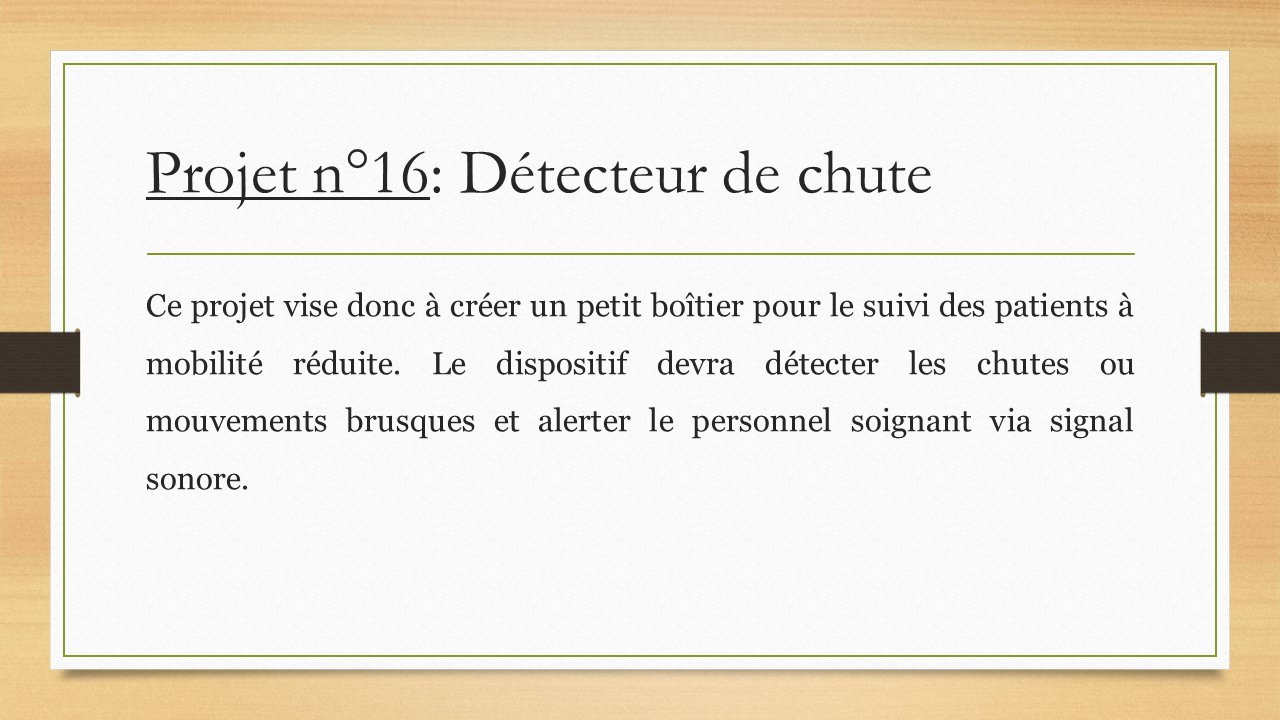 Projet n°16: Détecteur de chute
Ce projet vise donc à créer un petit boîtier pour le suivi des patients à
mobilité réduite. Le dispositif devra détecter les chutes ou
mouvements brusques et alerter le personnel soignant via signal
sonore.